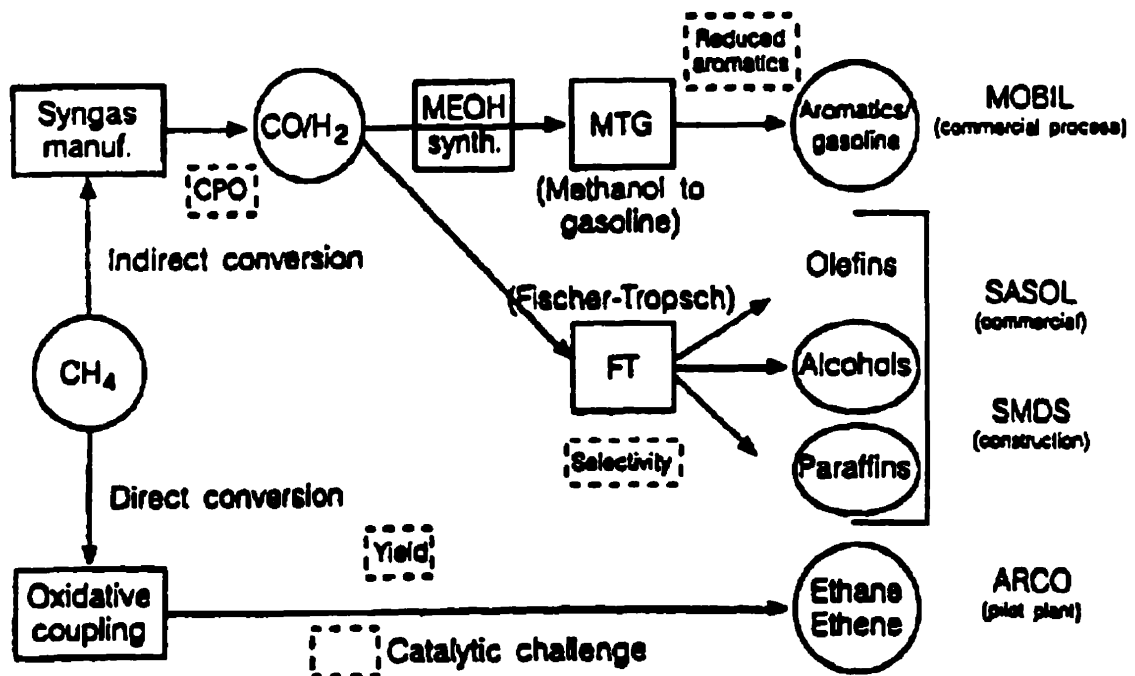 Reduced
aromatics
Syngas
manuf.
CO/H2
MEOH
synth.
MTG
Aromatics/
gasoline
MOBIL
(commercial process)
CPO
(Methanol to
gasoline)
Indirect conversion
Olefins
(Fischer-Tropsch)
SASOL
(commercial)
CH4
FT
Alcohols
SMDS
(construction)
Selectivity
Paraffins
Direct conversion
Yield
Oxidative
coupling
Ethane
Ethene
ARCO
(pilot plant)
Catalytic challenge